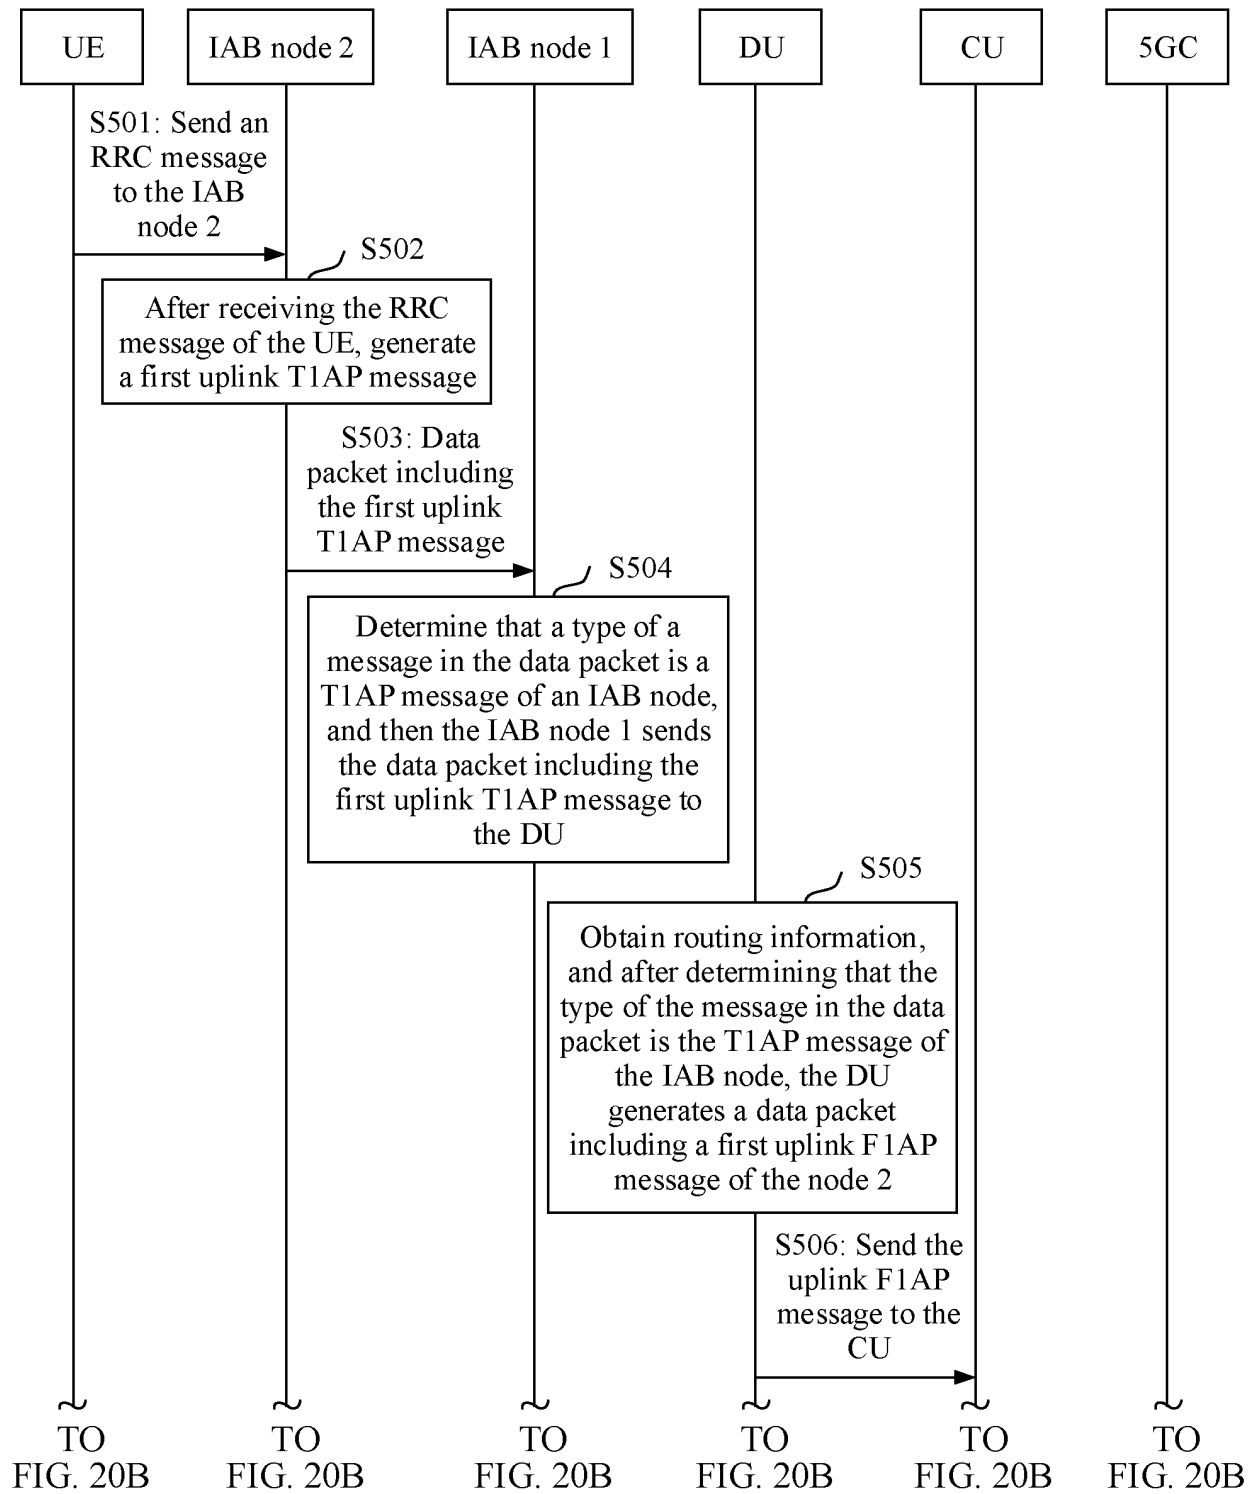 UE
IAB node 2
IAB node 1
DU
CU
5GC
S501: Send an
RRC message
to the IAB
node 2
S502
After receiving the RRC
message of the UE, generate
a first uplink T1AP message
S503: Data
packet including
the first uplink
T1AP message
S504
Determine that a type of a
message in the data packet is a
T1AP message of an IAB node,
and then the IAB node 1 sends
the data packet including the
first uplink T1AP message to
the DU
S505
Obtain routing information,
and after determining that the
type of the message in the data
packet is the T1AP message of
the IAB node, the DU
generates a data packet
including a first uplink F1AP
message of the node 2
S506: Send the
uplink F1AP
message to the
CU
TO
FIG. 20B
TO
FIG. 20B
TO
FIG. 20B
TO
FIG. 20B
TO
FIG. 20B
TO
FIG. 20B